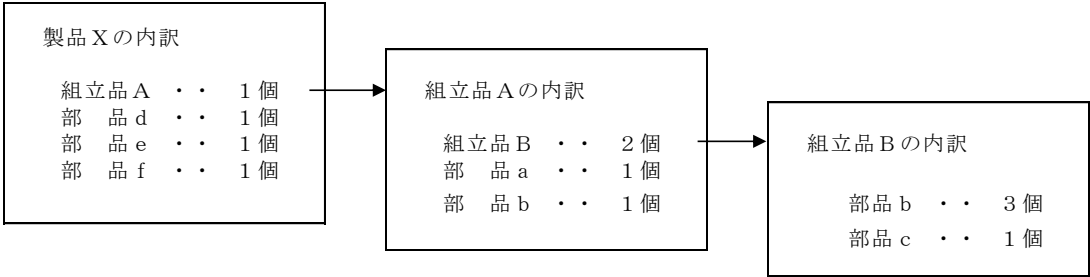 製品Xの内訳
組立品A ・・ 1個
部 品d ・・ 1個
部 品e ・・ 1個
部 品f ・・ 1個
組立品Aの内訳
組立品B ・・ 2個
部 品a ・・ 1個
部 品b ・・ 1個
組立品Bの内訳
部品b ・・ 3個
部品c ・・ 1個